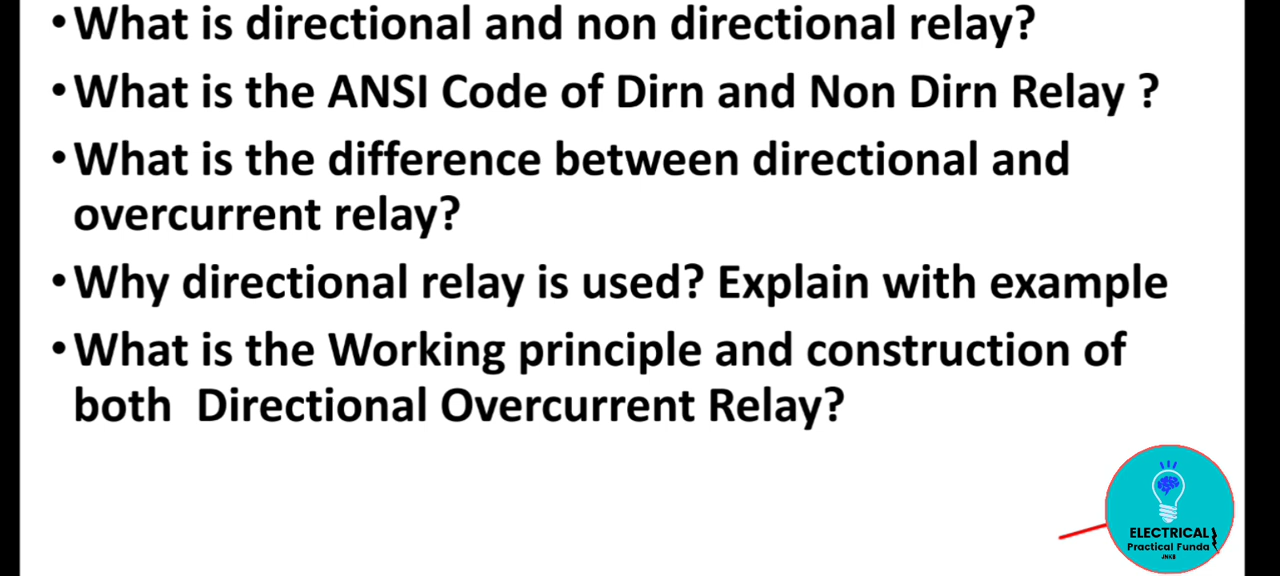 • What is directional and non directional relay?
• What is the ANSI Code of Dirn and Non Dirn Relay ?
• What is the difference between directional and
overcurrent relay?
• Why directional relay is used? Explain with example
• What is the Working principle and construction of
both  Directional Overcurrent Relay?
ELECTRICAL
Practical Funda
JNKB